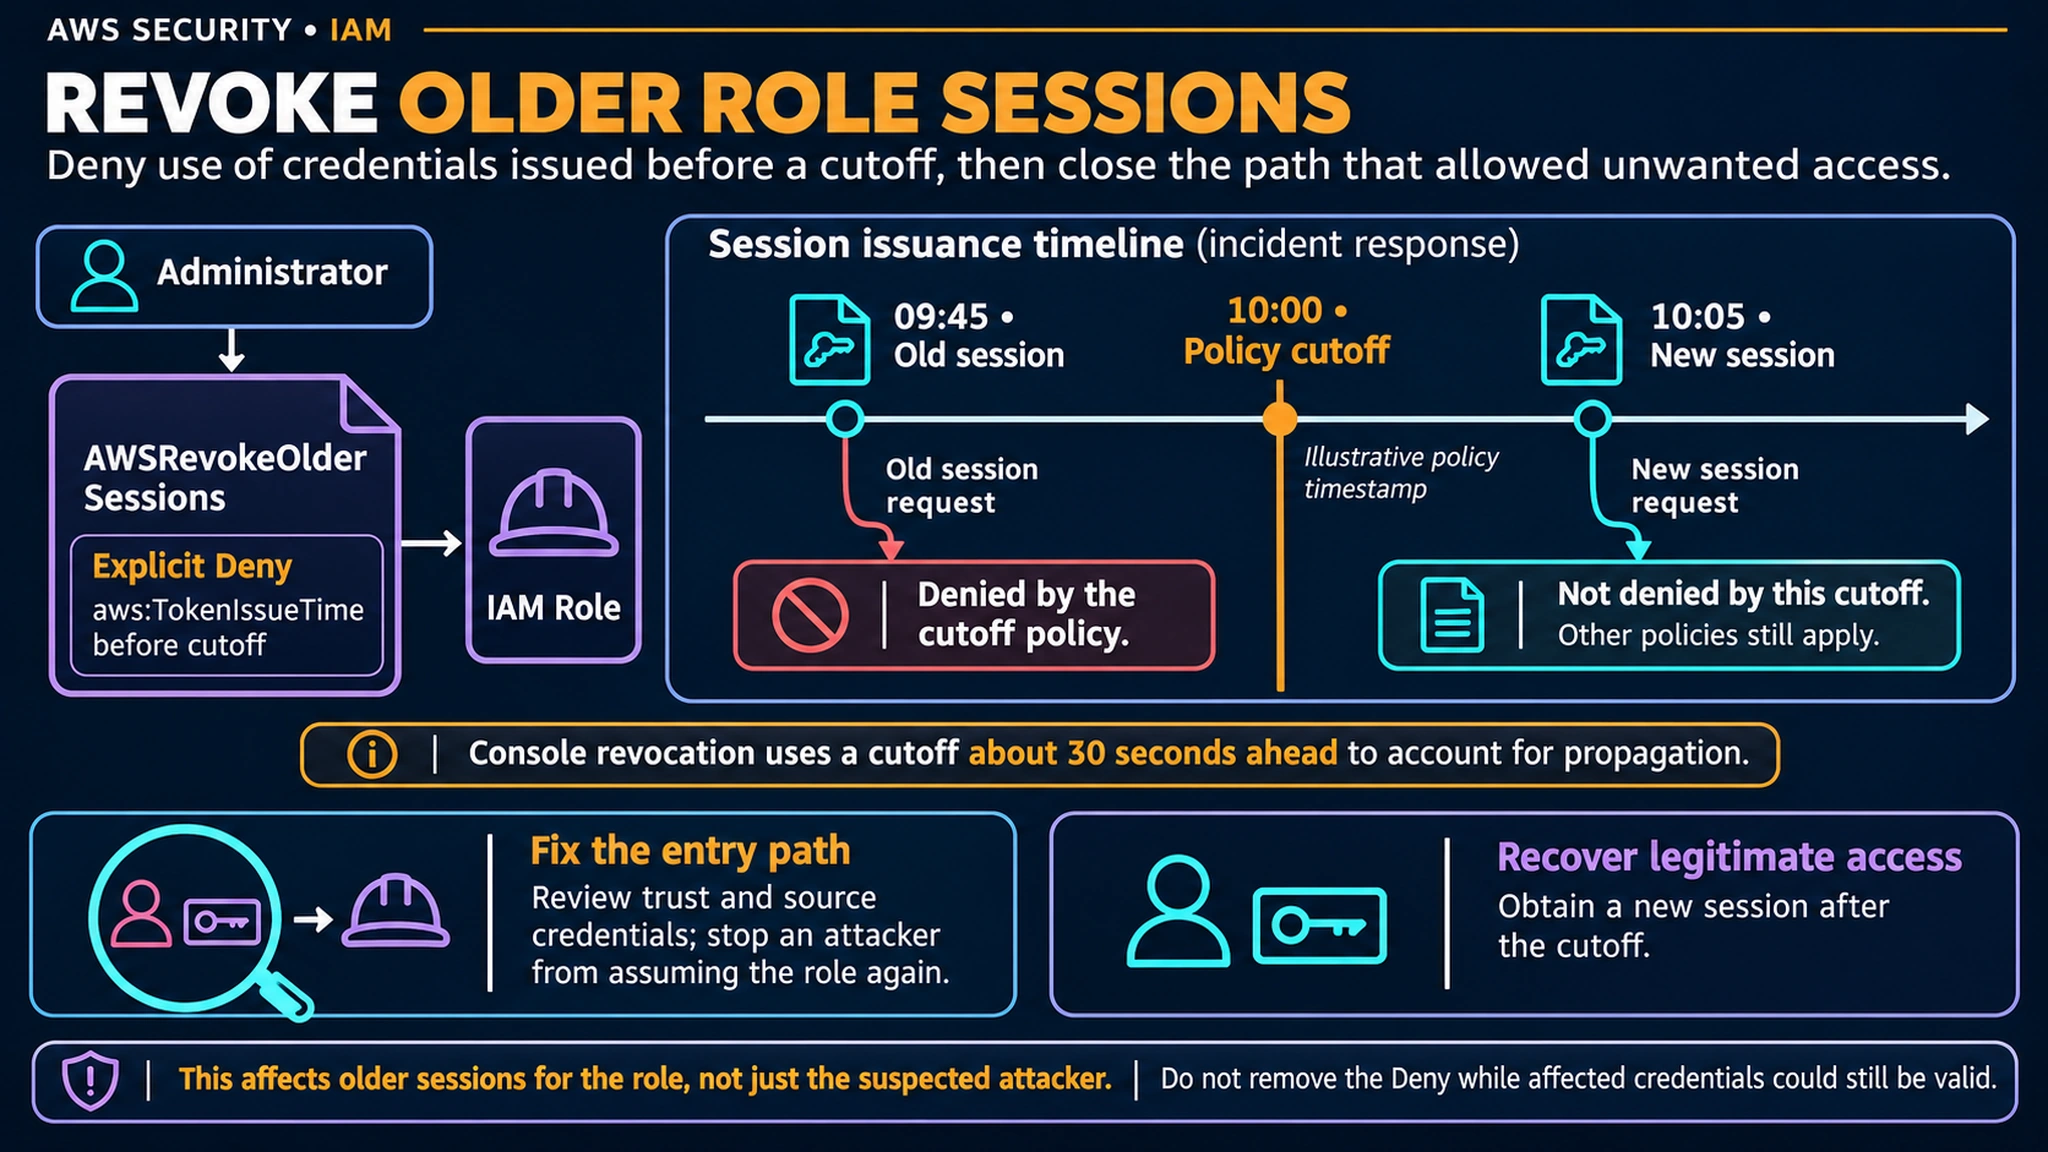 AWS SECURITY • IAM
REVOKE OLDER ROLE SESSIONS
Deny use of credentials issued before a cutoff, then close the path that allowed unwanted access.
Administrator
AWSRevokeOlder
Sessions
Explicit Deny
aws:TokenIssueTime
before cutoff
IAM Role
Session issuance timeline (incident response)
09:45 •
Old session
10:00 •
Policy cutoff
10:05 •
New session
Old session
request
Illustrative policy
timestamp
New session
request
Denied by the
cutoff policy.
Not denied by this cutoff.
Other policies still apply.
Console revocation uses a cutoff about 30 seconds ahead to account for propagation.
Fix the entry path
Review trust and source
credentials; stop an attacker
from assuming the role again.
Recover legitimate access
Obtain a new session after
the cutoff.
This affects older sessions for the role, not just the suspected attacker.
Do not remove the Deny while affected credentials could still be valid.